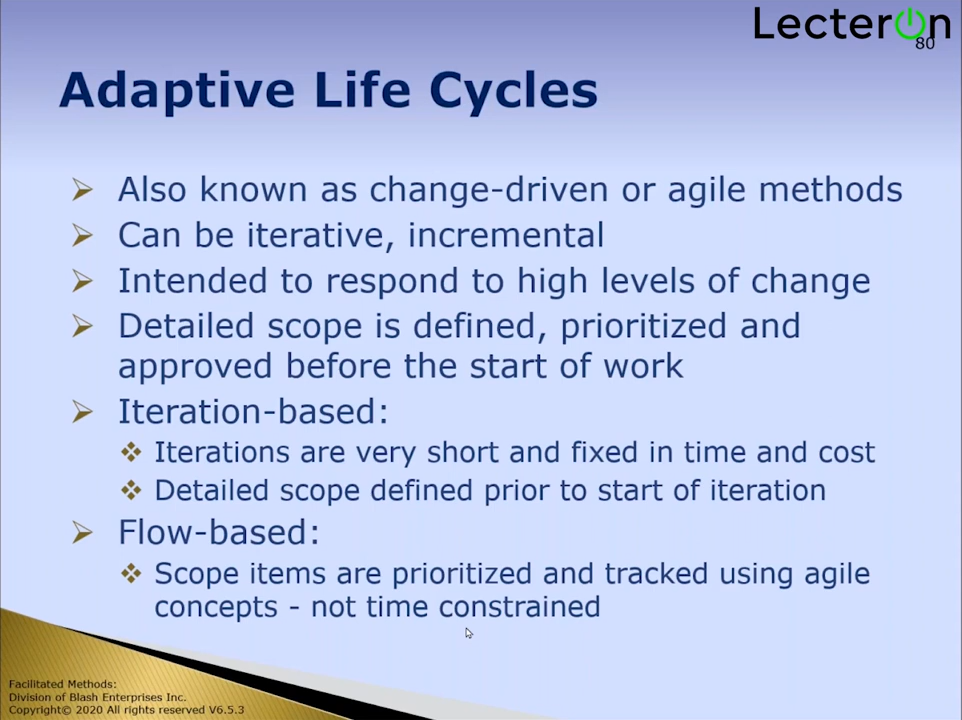 LecterOn
80
Adaptive Life Cycles
Also known as change-driven or agile methods
Can be iterative, incremental
Intended to respond to high levels of change
Detailed scope is defined, prioritized and
approved before the start of work
Iteration-based:
Iterations are very short and fixed in time and cost
Detailed scope defined prior to start of iteration
Flow-based:
Scope items are prioritized and tracked using agile
concepts - not time constrained
Facilitated Methods:
Division of Blash Enterprises Inc.
Copyright© 2020 All rights reserved V6.5.3